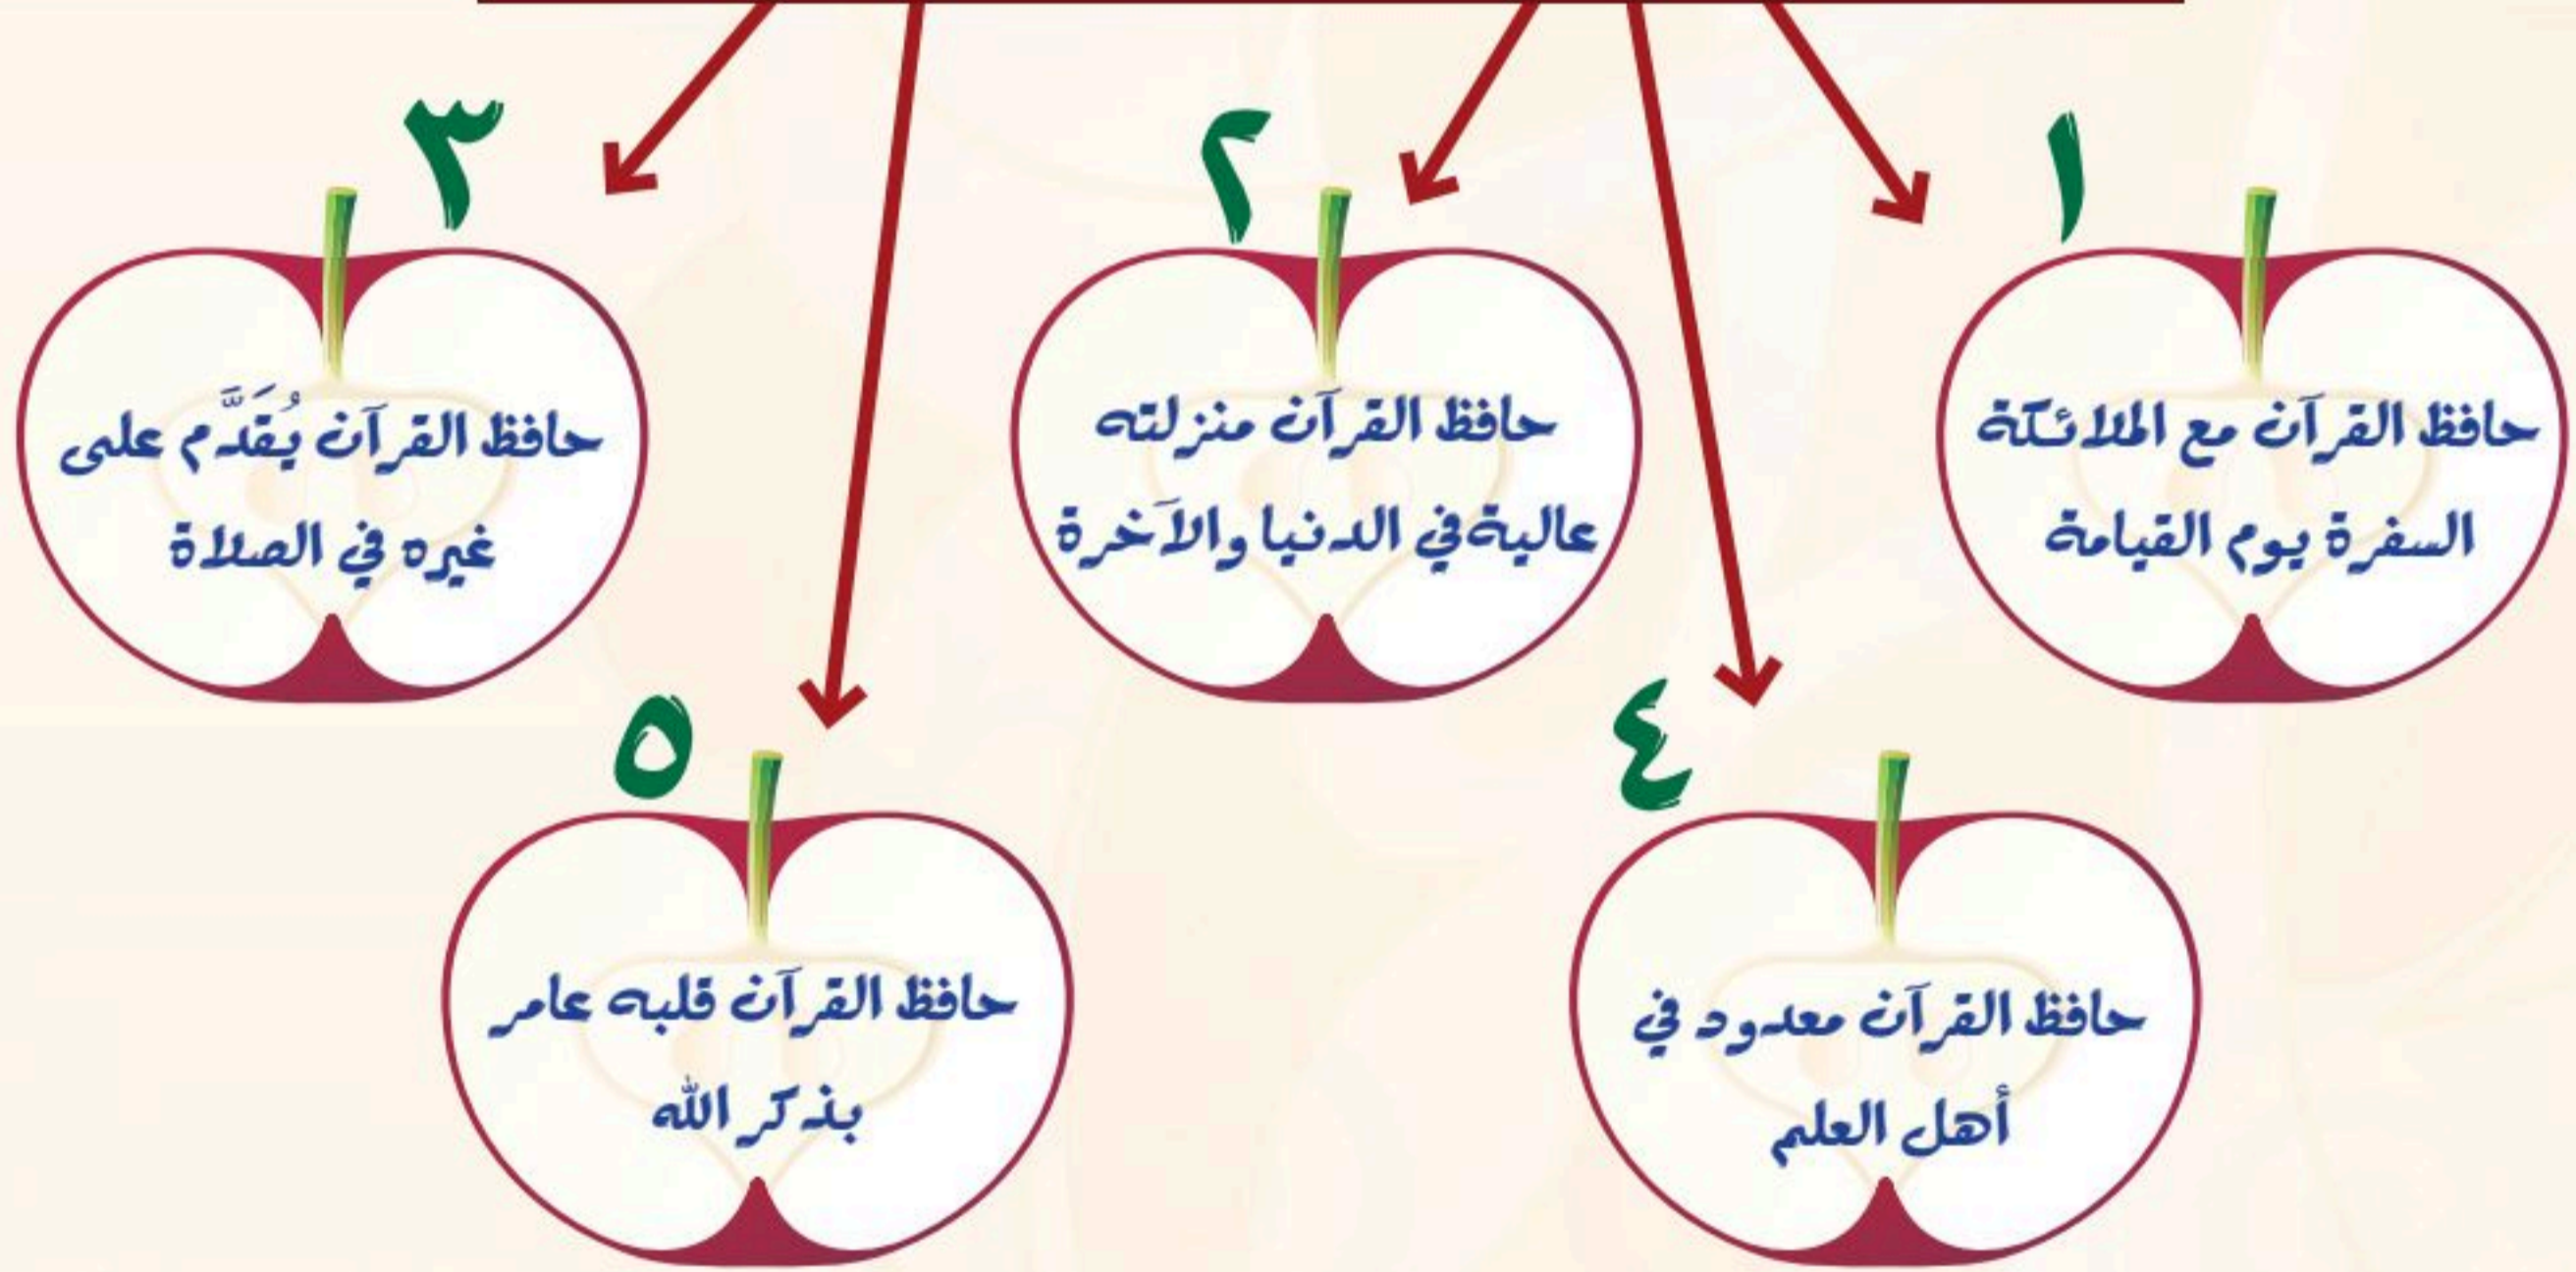 ١
حافظ القرآن مع الملائكة
السفرة يوم القيامة
٢
حافظ القرآن منزلته
عالية في الدنيا والآخرة
٣
حافظ القرآن يُقَدَّم على
غيره في الصلاة
٤
حافظ القرآن معدود في
أهل العلم
٥
حافظ القرآن قلبه عامر
بذكر الله